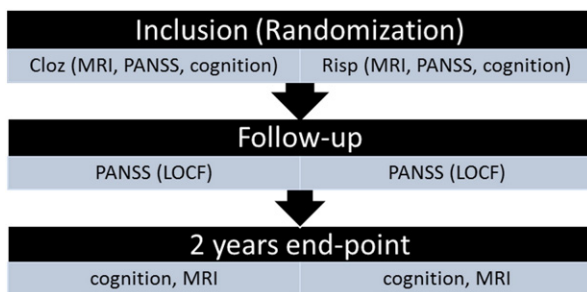 Inclusion (Randomization)
Cloz (MRI, PANSS, cognition) Risp (MRI, PANSS, cognition)
Follow-up
PANSS (LOCF) PANSS (LOCF)
2 years end-point
cognition, MRI cognition, MRI